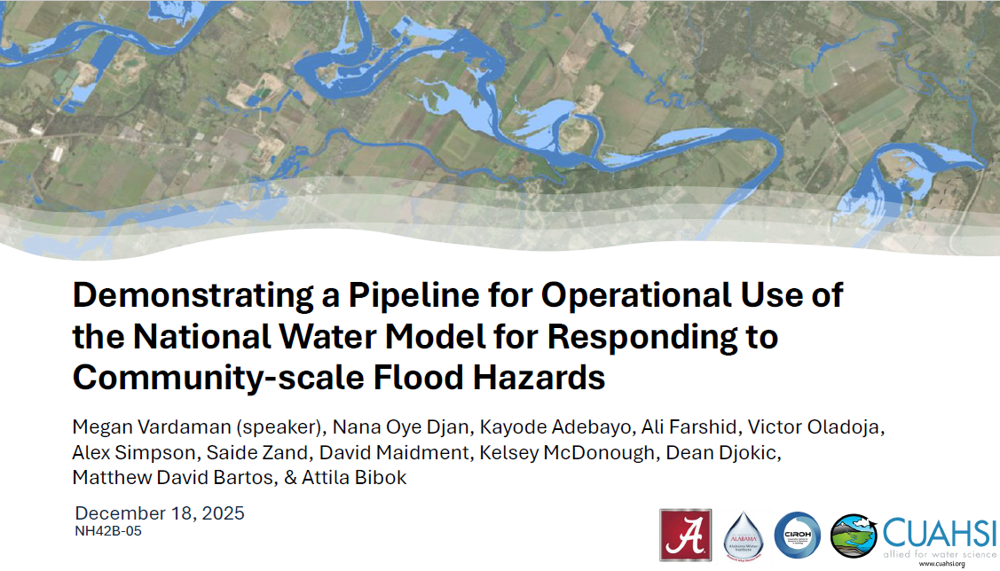 Demonstrating a Pipeline for Operational Use of
the National Water Model for Responding to
Community-scale Flood Hazards
Megan Vardaman (speaker), Nana Oye Djan, Kayode Adebayo, Ali Farshid, Victor Oladoja,
Alex Simpson, Saide Zand, David Maidment, Kelsey McDonough, Dean Djokic,
Matthew David Bartos, & Attila Bibok
December 18, 2025
NH42B-05
A
ALABAMA
Alabama Water
Institute
CIROH
CUAHSI
allied for water science
www.cuahsi.org